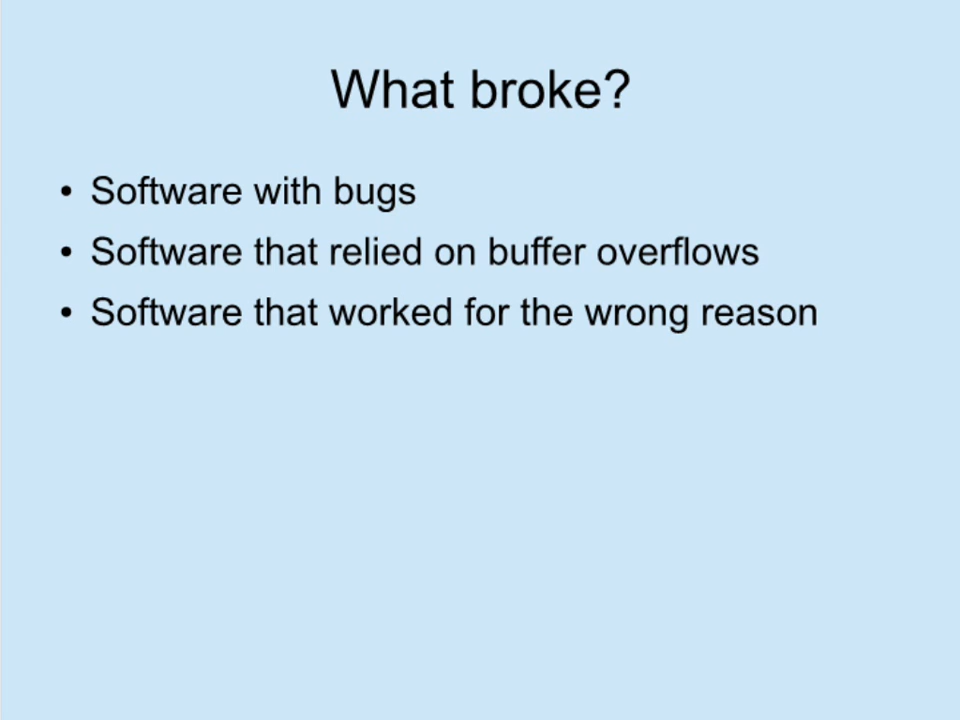 What broke?
• Software with bugs
• Software that relied on buffer overflows
• Software that worked for the wrong reason